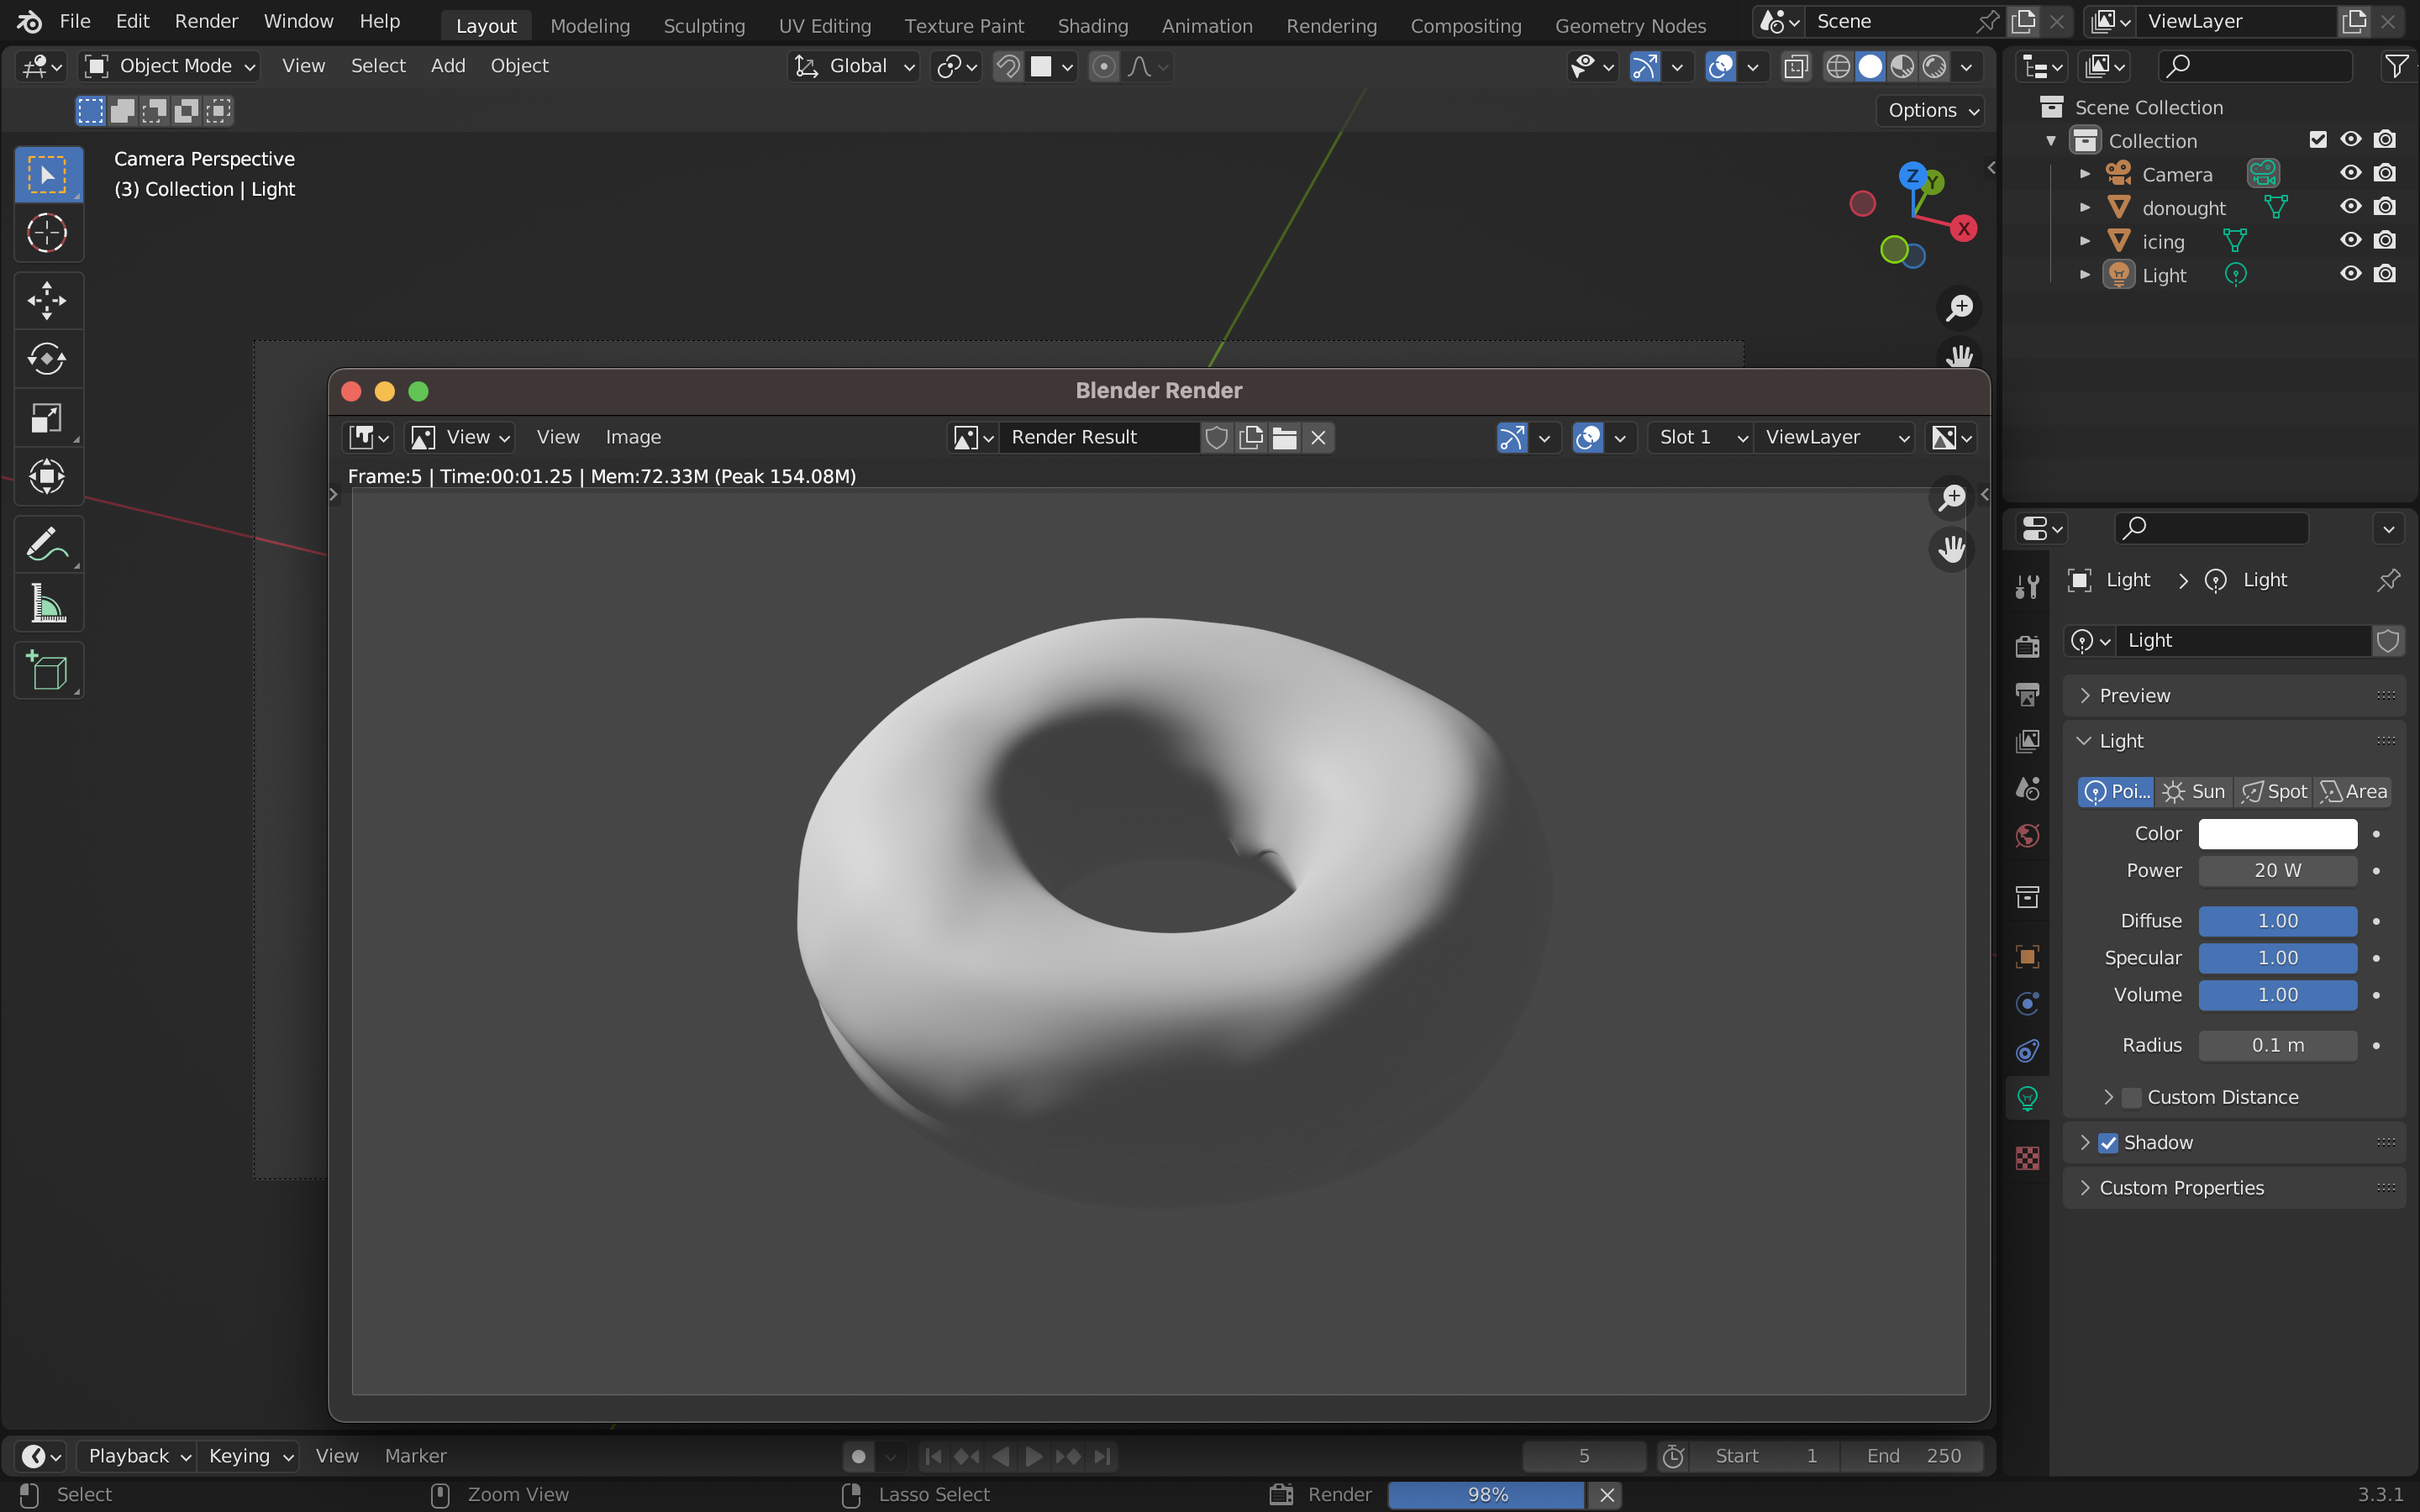 File Edit Render Window Help Layout Modeling Sculpting UV Editing Texture Paint Shading Animation Rendering Compositing Geometry Nodes Scene ViewLayer
Object Mode View Select Add Object Global
Options
Camera Perspective
(3) Collection | Light
Z Y
X
Scene Collection
Collection
Camera
donought
icing
Light
Blender Render
View View Image Render Result Slot 1 ViewLayer
Frame:5 | Time:00:01.25 | Mem:72.33M (Peak 154.08M)
Light Light
Light
Preview
Light
Poi... Sun Spot Area
Color
Power 20 W
Diffuse 1.00
Specular 1.00
Volume 1.00
Radius 0.1 m
Custom Distance
Shadow
Custom Properties
Playback Keying View Marker 5 Start 1 End 250
Select Zoom View Lasso Select Render 98% 3.3.1